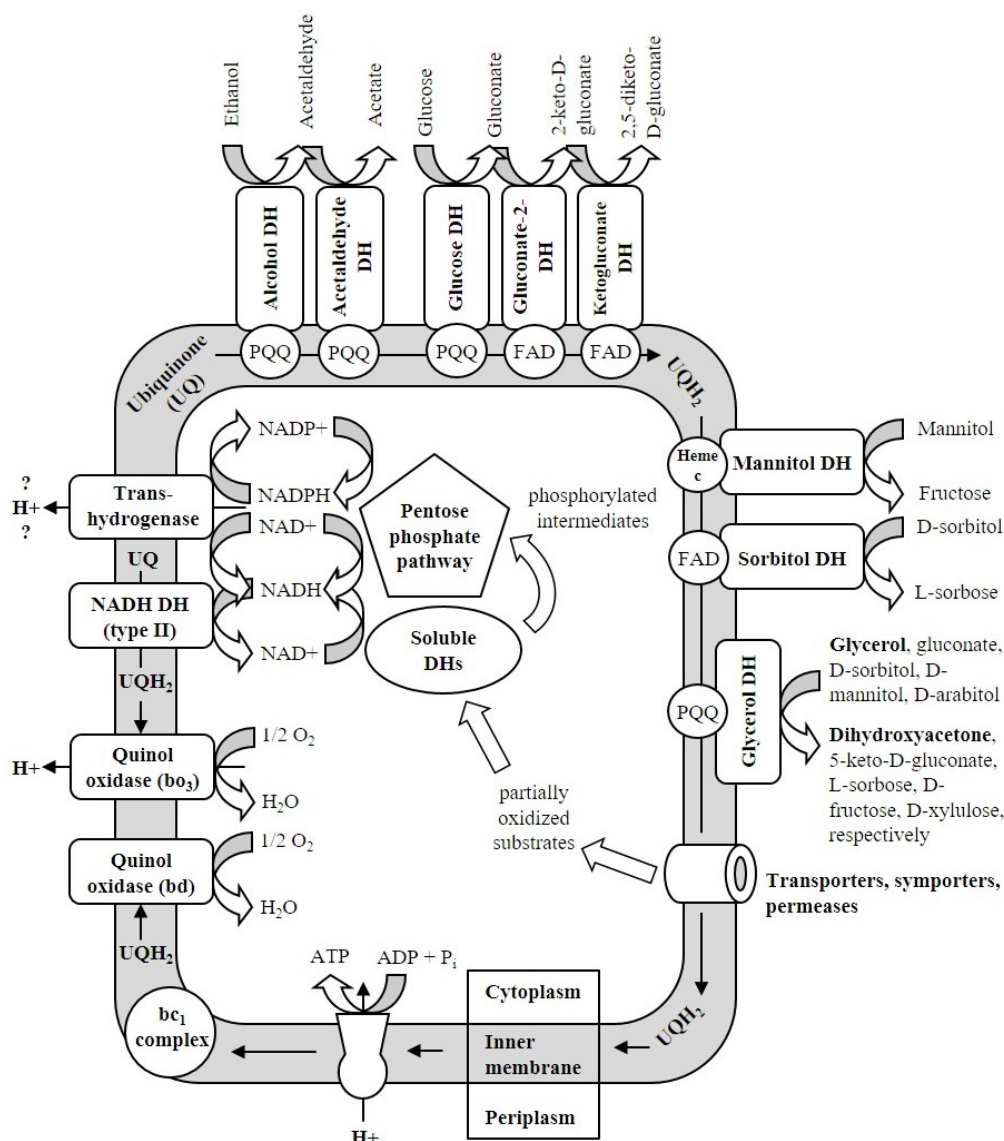 Ethanol
Acetaldehyde
Acetate
Glucose
Gluconate
2-keto-D-
gluconate
2,5-diketo-
D-gluconate
Alcohol DH
Acetaldehyde
DH
Glucose DH
Gluconate-2-
DH
Ketogluconate
DH
PQQ
PQQ
PQQ
FAD
FAD
Ubiquinone
(UQ)
UQH₂
NADP+
NADPH
NAD+
NADH
NAD+
?
H+
?
Trans-
hydrogenase
UQ
NADH DH
(type II)
UQH₂
Pentose
phosphate
pathway
phosphorylated
intermediates
Soluble
DHs
Heme
c
Mannitol DH
Mannitol
Fructose
FAD
Sorbitol DH
D-sorbitol
L-sorbose
PQQ
Glycerol DH
Glycerol, gluconate,
D-sorbitol, D-
mannitol, D-arabitol
Dihydroxyacetone,
5-keto-D-gluconate,
L-sorbose, D-
fructose, D-xylulose,
respectively
H+
Quinol
oxidase (bo₃)
1/2 O₂
H₂O
Quinol
oxidase (bd)
1/2 O₂
H₂O
UQH₂
partially
oxidized
substrates
Transporters, symporters,
permeases
ATP
ADP + Pᵢ
bc₁
complex
H+
Cytoplasm
Inner
membrane
Periplasm
UQH₂